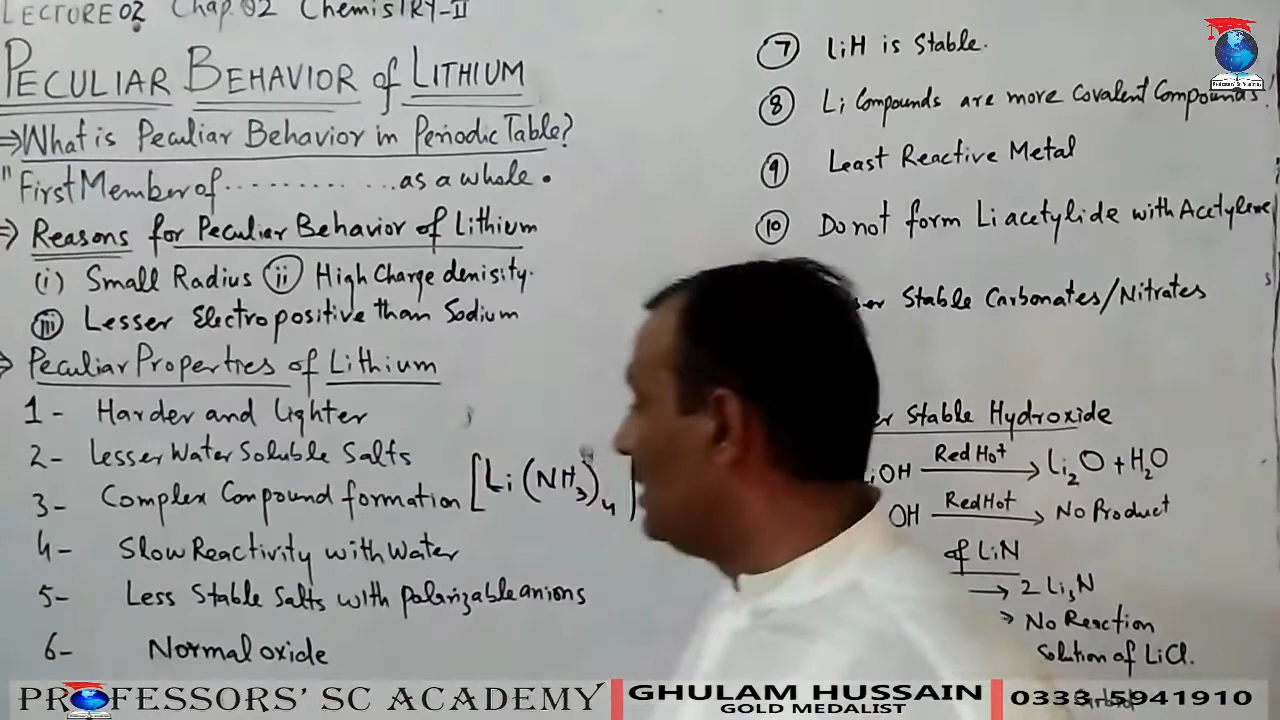 LECTURE 02 Chap. 02 Chemistry-II
PECULIAR BEHAVIOR of LITHIUM
⇒What is Peculiar Behavior in Periodic Table?
"First Member of ............... as a whole.
⇒ Reasons for Peculiar Behavior of Lithium
(i) Small Radius (ii) High Charge denisity.
(iii) Lesser Electropositive than Sodium
⇒ Peculiar Properties of Lithium
1- Harder and Lighter
2- Lesser Water Soluble Salts
3- Complex Compound formation [Li(NH₃)₄]
4- Slow Reactivity with Water
5- Less Stable Salts with polarizable anions
6- Normal oxide
(7) LiH is Stable.
(8) Li Compounds are more Covalent Compounds.
(9) Least Reactive Metal
(10) Do not form Li acetylide with Acetylene
Stable Carbonates/Nitrates
Stable Hydroxide
LiOH Red Hot → Li₂O + H₂O
OH Red Hot → No Product
of LiN
→ 2 Li₃N
→ No Reaction
Solution of LiCl.
PROFESSORS' SC ACADEMY
GHULAM HUSSAIN
GOLD MEDALIST
0333-5941910